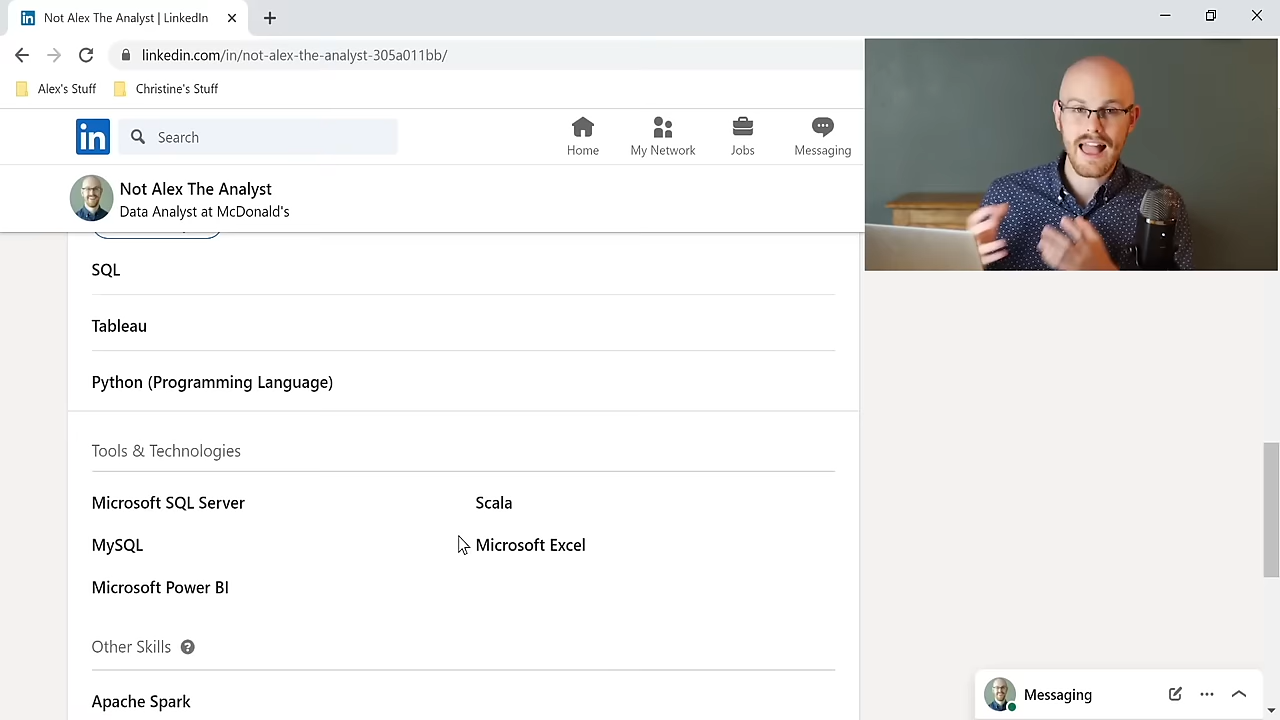 Not Alex The Analyst | LinkedIn
linkedin.com/in/not-alex-the-analyst-305a011bb/
Alex's Stuff
Christine's Stuff
in
Search
Home
My Network
Jobs
Messaging
Not Alex The Analyst
Data Analyst at McDonald's
SQL
Tableau
Python (Programming Language)
Tools & Technologies
Microsoft SQL Server
Scala
MySQL
Microsoft Excel
Microsoft Power BI
Other Skills
Apache Spark
Messaging